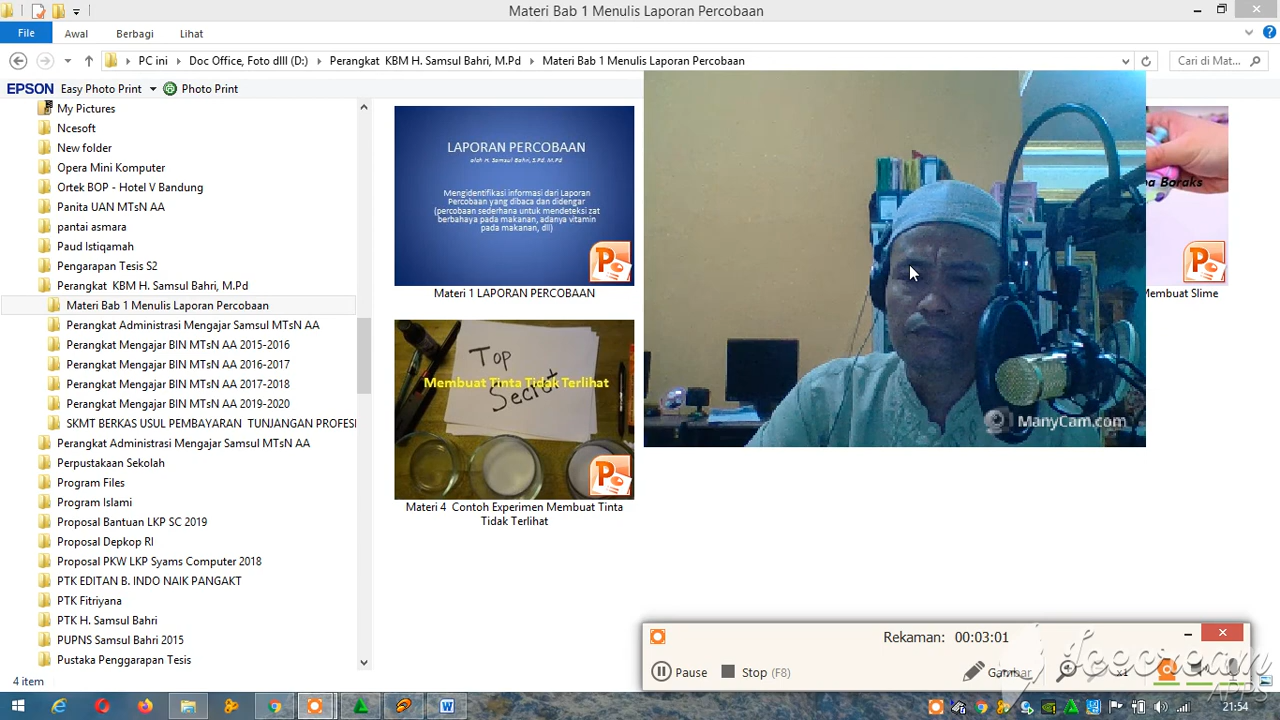 Materi Bab 1 Menulis Laporan Percobaan
File
Awal
Berbagi
Lihat
PC ini
Doc Office, Foto dlll (D:)
Perangkat KBM H. Samsul Bahri, M.Pd
Materi Bab 1 Menulis Laporan Percobaan
Cari di Mat...
EPSON
Easy Photo Print
Photo Print
My Pictures
Ncesoft
New folder
Opera Mini Komputer
Ortek BOP - Hotel V Bandung
Panita UAN MTsN AA
pantai asmara
Paud Istiqamah
Pengarapan Tesis S2
Perangkat KBM H. Samsul Bahri, M.Pd
Materi Bab 1 Menulis Laporan Percobaan
Perangkat Administrasi Mengajar Samsul MTsN AA
Perangkat Mengajar BIN MTsN AA 2015-2016
Perangkat Mengajar BIN MTsN AA 2016-2017
Perangkat Mengajar BIN MTsN AA 2017-2018
Perangkat Mengajar BIN MTsN AA 2019-2020
SKMT BERKAS USUL PEMBAYARAN TUNJANGAN PROFESI
Perangkat Administrasi Mengajar Samsul MTsN AA
Perpustakaan Sekolah
Program Files
Program Islami
Proposal Bantuan LKP SC 2019
Proposal Depkop RI
Proposal PKW LKP Syams Computer 2018
PTK EDITAN B. INDO NAIK PANGAKT
PTK Fitriyana
PTK H. Samsul Bahri
PUPNS Samsul Bahri 2015
Pustaka Penggarapan Tesis
4 item
LAPORAN PERCOBAAN
oleh H. Samsul Bahri, S.Pd, M.Pd
Mengidentifikasi informasi dari Laporan
Percobaan yang dibaca dan didengar
(percobaan sederhana untuk mendeteksi zat
berbahaya pada makanan, adanya vitamin
pada makanan, dll)
Materi 1 LAPORAN PERCOBAAN
Top
Secret
Membuat Tinta Tidak Terlihat
Materi 4 Contoh Experimen Membuat Tinta
Tidak Terlihat
ManyCam.com
Boraks
Membuat Slime
Rekaman: 00:03:01
Pause
Stop (F8)
Gambar
x1
Icecream
APPS
21:54